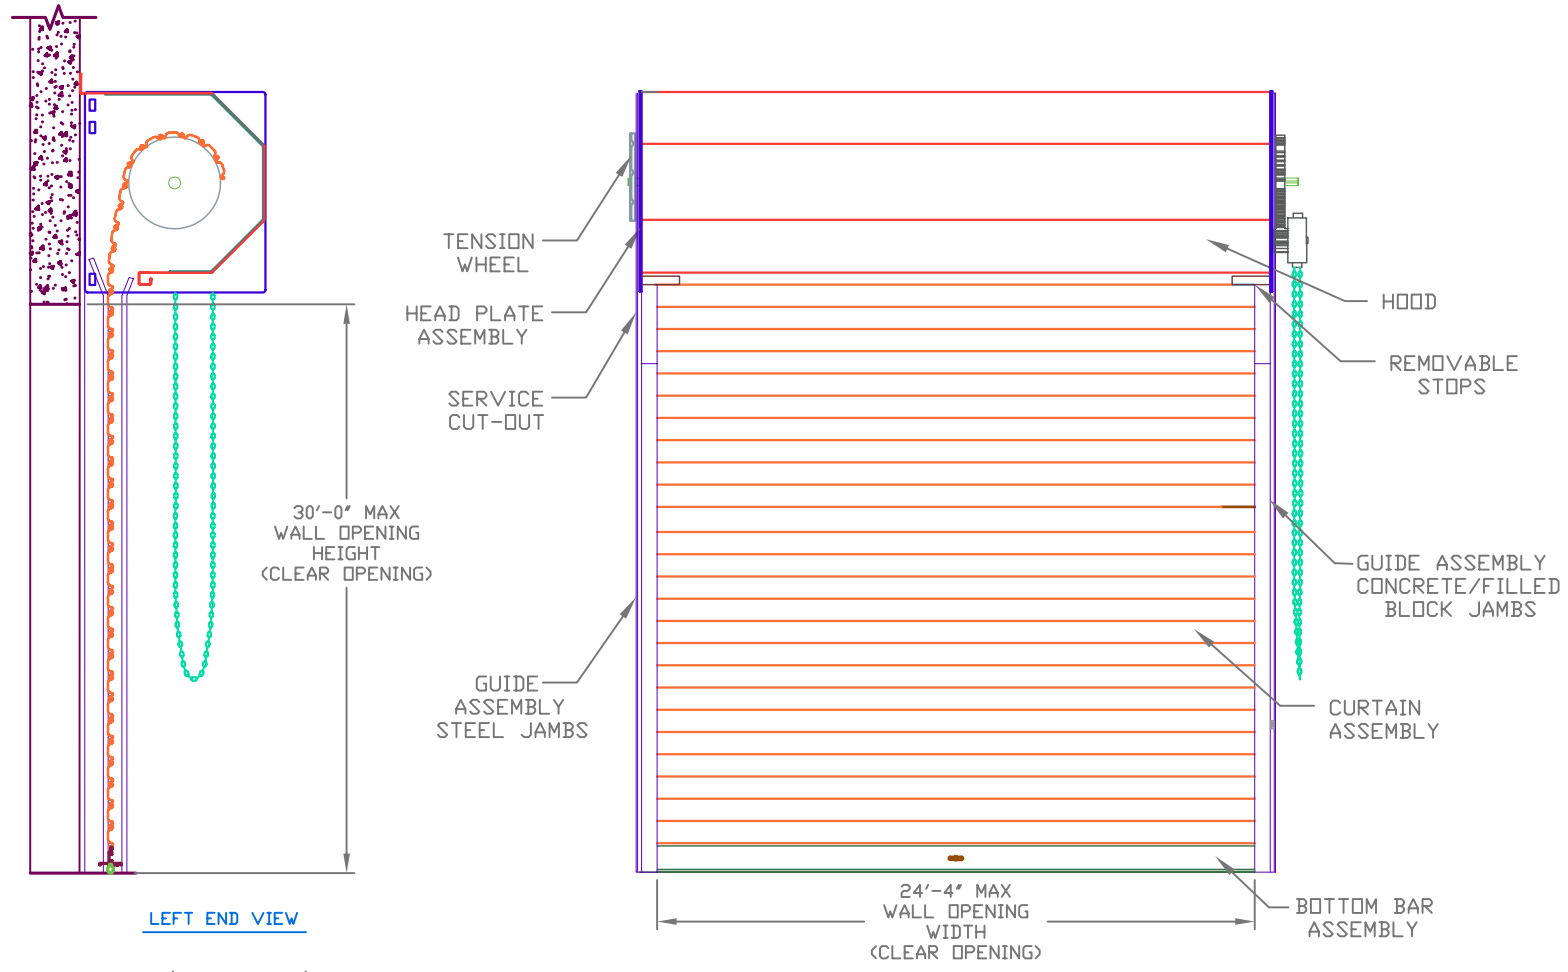 TENSION
WHEEL
HEAD PLATE
ASSEMBLY
SERVICE
CUT-OUT
30'-0" MAX
WALL OPENING
HEIGHT
(CLEAR OPENING)
GUIDE
ASSEMBLY
STEEL JAMBS
LEFT END VIEW
HOOD
REMOVABLE
STOPS
GUIDE ASSEMBLY
CONCRETE/FILLED
BLOCK JAMBS
CURTAIN
ASSEMBLY
24'-4" MAX
WALL OPENING
WIDTH
(CLEAR OPENING)
BOTTOM BAR
ASSEMBLY